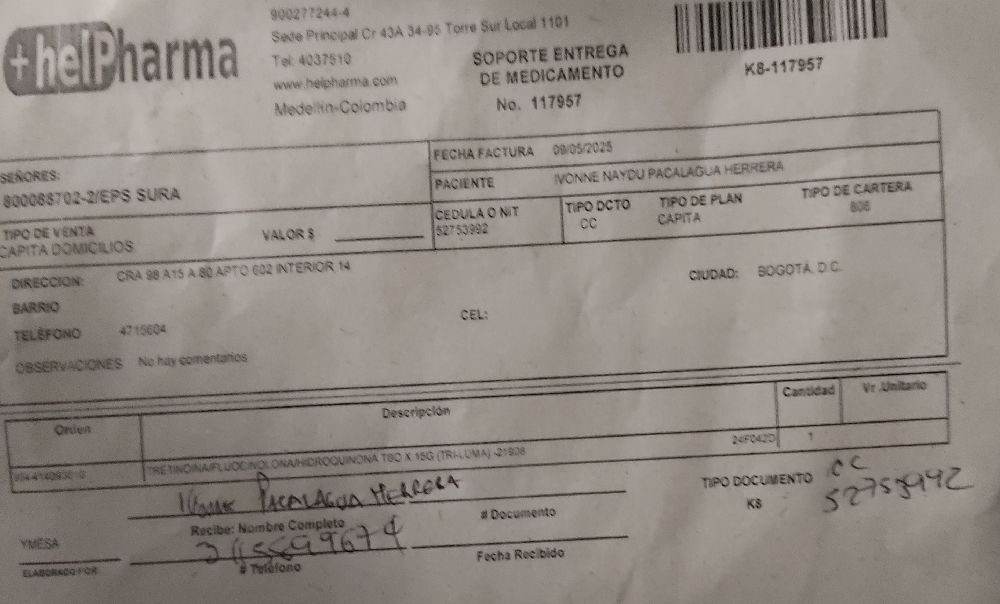 +helPharma
900277244-4
Sede Principal Cr 43A 34-95 Torre Sur Local 1101
Tel: 4037510
www.helpharma.com
Medellin-Colombia
SOPORTE ENTREGA
DE MEDICAMENTO
No. 117957
K8-117957
SEÑORES:
800088702-2/EPS SURA
FECHA FACTURA 09/05/2025
PACIENTE IVONNE NAYDU PACALAGUA HERRERA
TIPO DE VENTA
CAPITA DOMICILIOS
VALOR $
CEDULA O NIT
52753992
TIPO DCTO
CC
TIPO DE PLAN
CAPITA
TIPO DE CARTERA
806
DIRECCION: CRA 98 A15 A 80 APTO 602 INTERIOR 14
CIUDAD: BOGOTA, D.C.
BARRIO
TELÉFONO 4715604
CEL:
OBSERVACIONES No hay comentarios
Orden Descripción Cantidad Vr .Unitario
TRETINOINA/FLUOCINOLONA/HIDROQUINONA TBO X 15G (TRI-LUMA) -21908 24F042D 1
PACALAGUA HERRERA
Recibe: Nombre Completo
# Documento
TIPO DOCUMENTO CC
K8
YMESA
ELABORADO POR
# Teléfono
Fecha Recibido